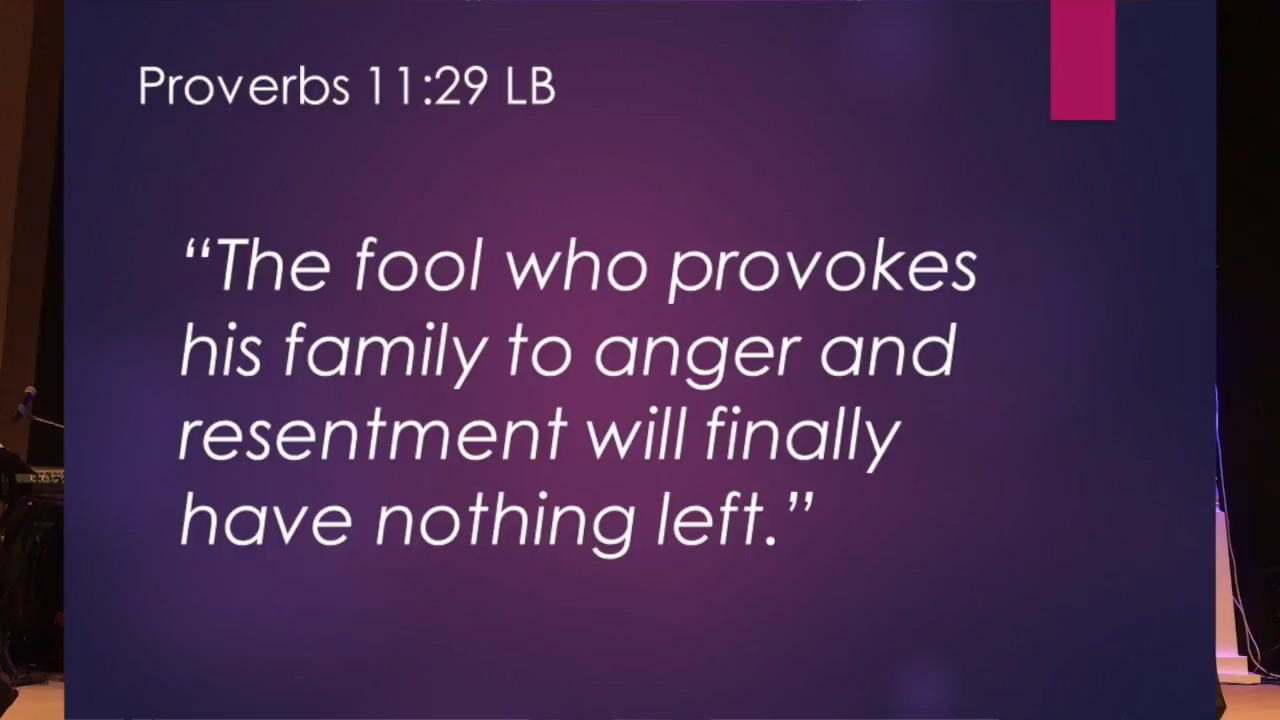 Proverbs 11:29 LB
“The fool who provokes
his family to anger and
resentment will finally
have nothing left.”